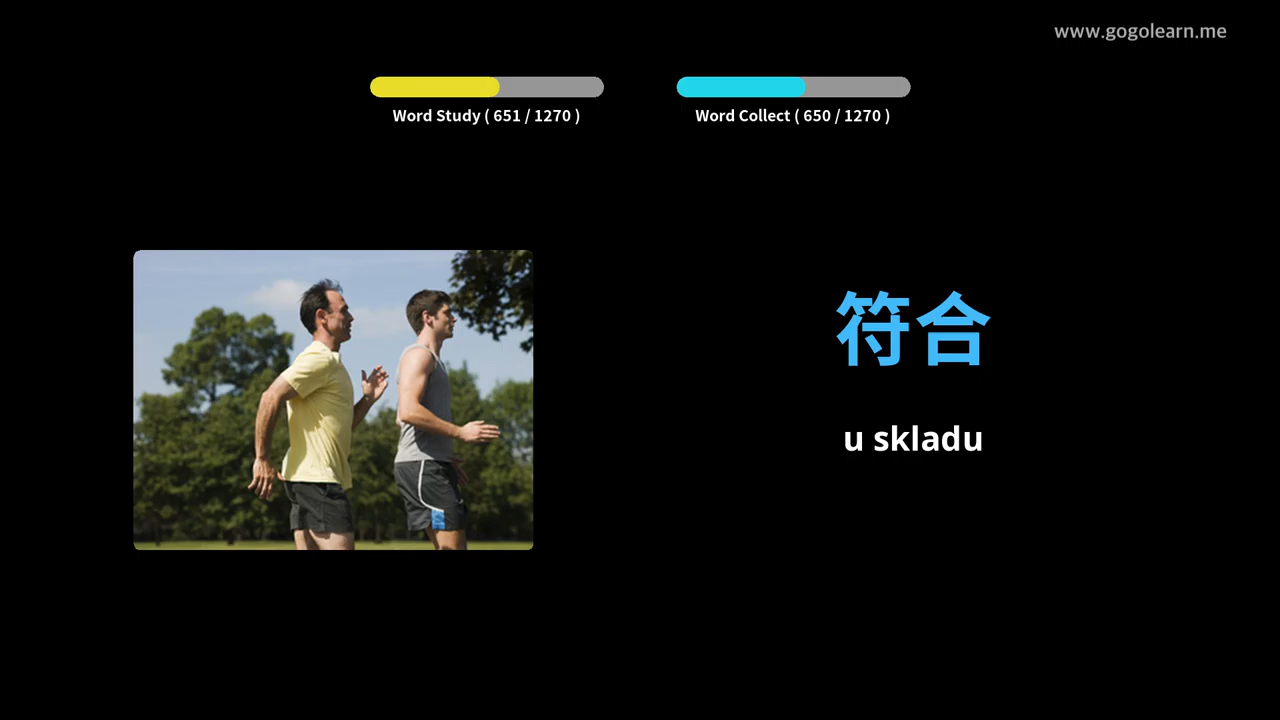 www.gogolearn.me
Word Study ( 651 / 1270 )
Word Collect ( 650 / 1270 )
符合
u skladu